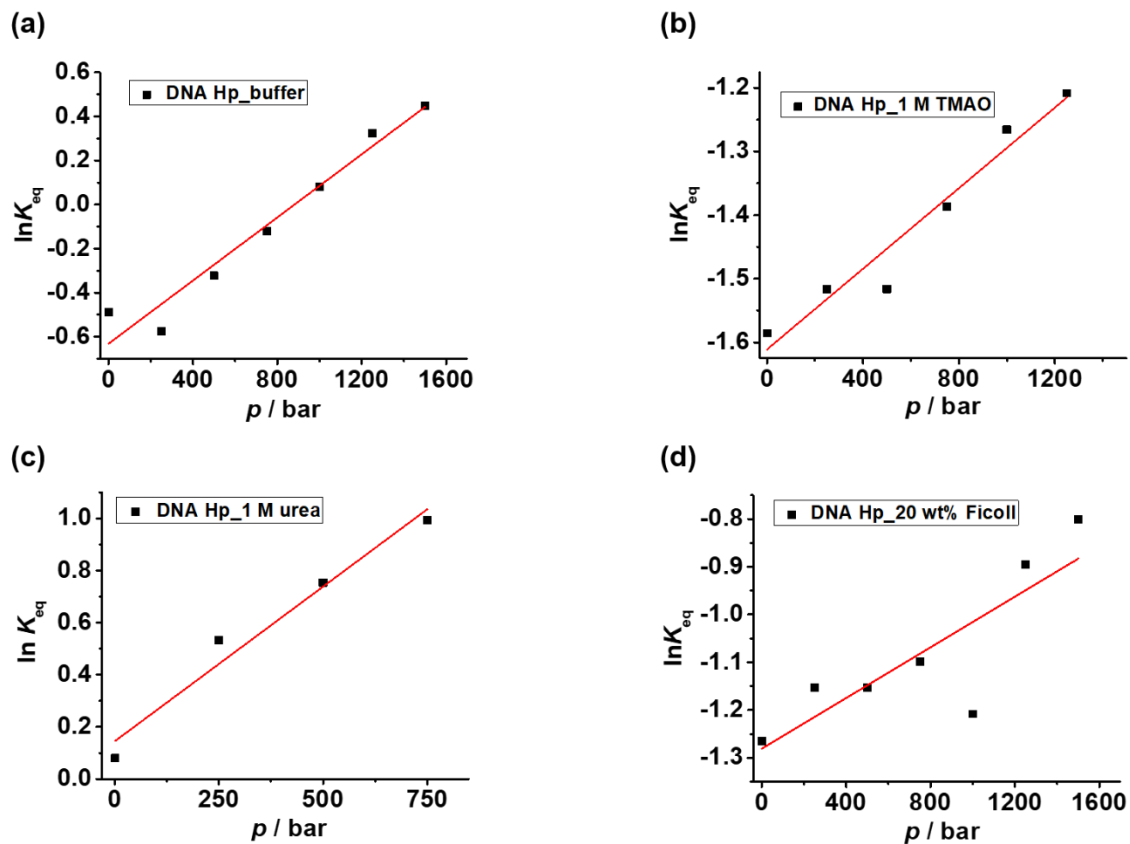 (a)
DNA Hp_buffer
lnKeq
0.6
0.4
0.2
0.0
-0.2
-0.4
-0.6
0 400 800 1200 1600
p / bar
(b)
DNA Hp_1 M TMAO
lnKeq
-1.2
-1.3
-1.4
-1.5
-1.6
0 400 800 1200
p / bar
(c)
DNA Hp_1 M urea
ln Keq
1.0
0.8
0.6
0.4
0.2
0.0
0 250 500 750
p / bar
(d)
DNA Hp_20 wt% Ficoll
lnKeq
-0.8
-0.9
-1.0
-1.1
-1.2
-1.3
0 400 800 1200 1600
p / bar